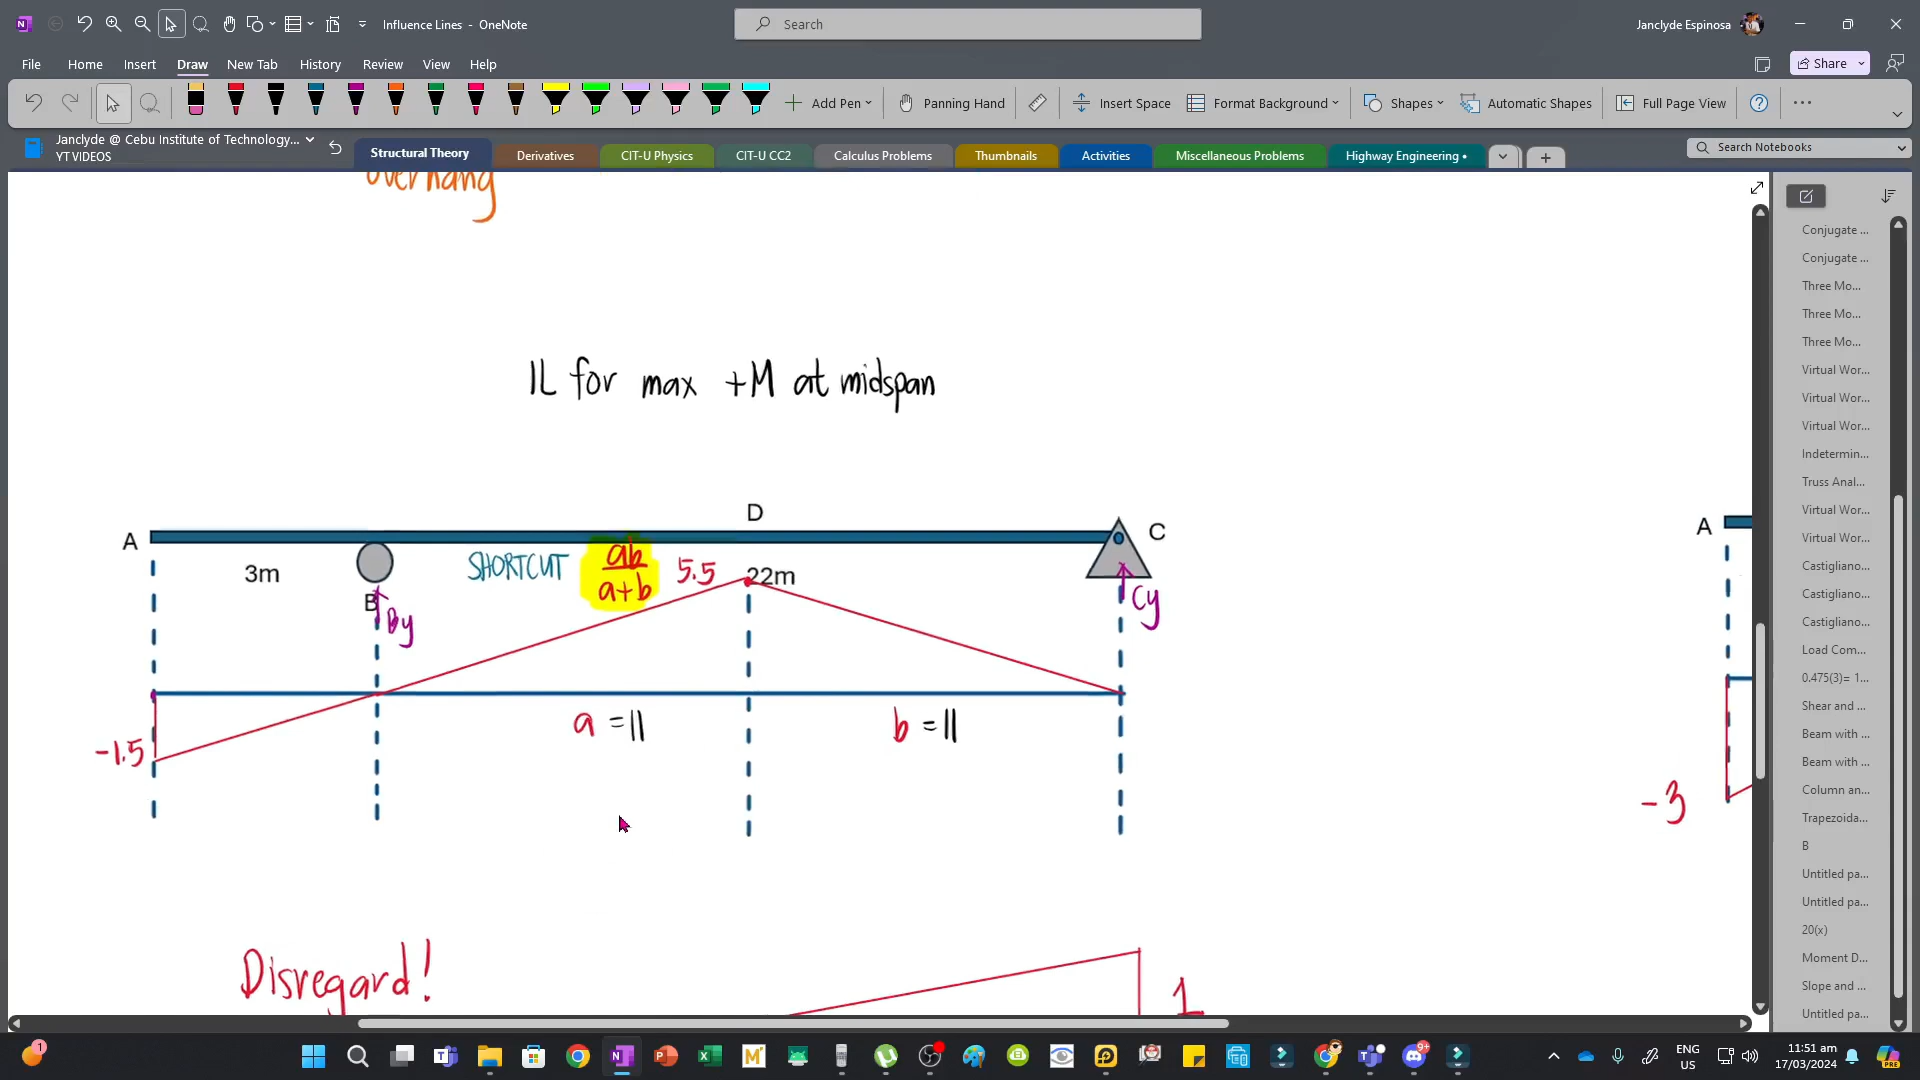 Influence Lines - OneNote
Search
Janclyde Espinosa
File Home Insert Draw New Tab History Review View Help
Share
Add Pen
Panning Hand
Insert Space
Format Background
Shapes
Automatic Shapes
Full Page View
Janclyde @ Cebu Institute of Technology...
YT VIDEOS
Structural Theory
Derivatives
CIT-U Physics
CIT-U CC2
Calculus Problems
Thumbnails
Activities
Miscellaneous Problems
Highway Engineering •
Search Notebooks
overhang
IL for max +M at midspan
D
A
C
A
3m
SHORTCUT
ab
a+b
5.5
22m
B
By
Cy
-1.5
a = 11
b = 11
-3
Disregard!
1
Conjugate ...
Conjugate ...
Three Mo...
Three Mo...
Three Mo...
Virtual Wor...
Virtual Wor...
Virtual Wor...
Indetermin...
Truss Anal...
Virtual Wor...
Virtual Wor...
Castigliano...
Castigliano...
Castigliano...
Load Com...
0.475(3)= 1...
Shear and ...
Beam with ...
Beam with ...
Column an...
Trapezoida...
B
Untitled pa...
Untitled pa...
20(x)
Moment D...
Slope and ...
Untitled pa...
1
9+
ENG
US
11:51 am
17/03/2024
PRE